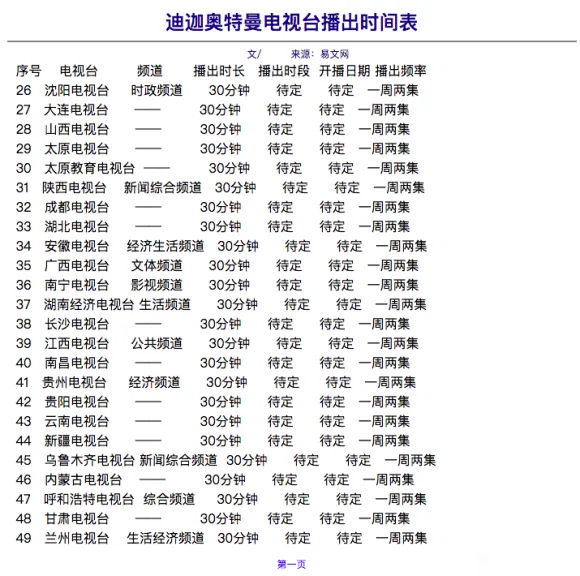 迪迦奥特曼电视台播出时间表
文/ 来源：易文网
序号 电视台 频道 播出时长 播出时段 开播日期 播出频率
26 沈阳电视台 时政频道 30分钟 待定 待定 一周两集
27 大连电视台 —— 30分钟 待定 待定 一周两集
28 山西电视台 —— 30分钟 待定 待定 一周两集
29 太原电视台 —— 30分钟 待定 待定 一周两集
30 太原教育电视台 —— 30分钟 待定 待定 一周两集
31 陕西电视台 新闻综合频道 30分钟 待定 待定 一周两集
32 成都电视台 —— 30分钟 待定 待定 一周两集
33 湖北电视台 —— 30分钟 待定 待定 一周两集
34 安徽电视台 经济生活频道 30分钟 待定 待定 一周两集
35 广西电视台 文体频道 30分钟 待定 待定 一周两集
36 南宁电视台 影视频道 30分钟 待定 待定 一周两集
37 湖南经济电视台 生活频道 30分钟 待定 待定 一周两集
38 长沙电视台 —— 30分钟 待定 待定 一周两集
39 江西电视台 公共频道 30分钟 待定 待定 一周两集
40 南昌电视台 —— 30分钟 待定 待定 一周两集
41 贵州电视台 经济频道 30分钟 待定 待定 一周两集
42 贵阳电视台 —— 30分钟 待定 待定 一周两集
43 云南电视台 —— 30分钟 待定 待定 一周两集
44 新疆电视台 —— 30分钟 待定 待定 一周两集
45 乌鲁木齐电视台 新闻综合频道 30分钟 待定 待定 一周两集
46 内蒙古电视台 —— 30分钟 待定 待定 一周两集
47 呼和浩特电视台 综合频道 30分钟 待定 待定 一周两集
48 甘肃电视台 —— 30分钟 待定 待定 一周两集
49 兰州电视台 生活经济频道 30分钟 待定 待定 一周两集
第一页